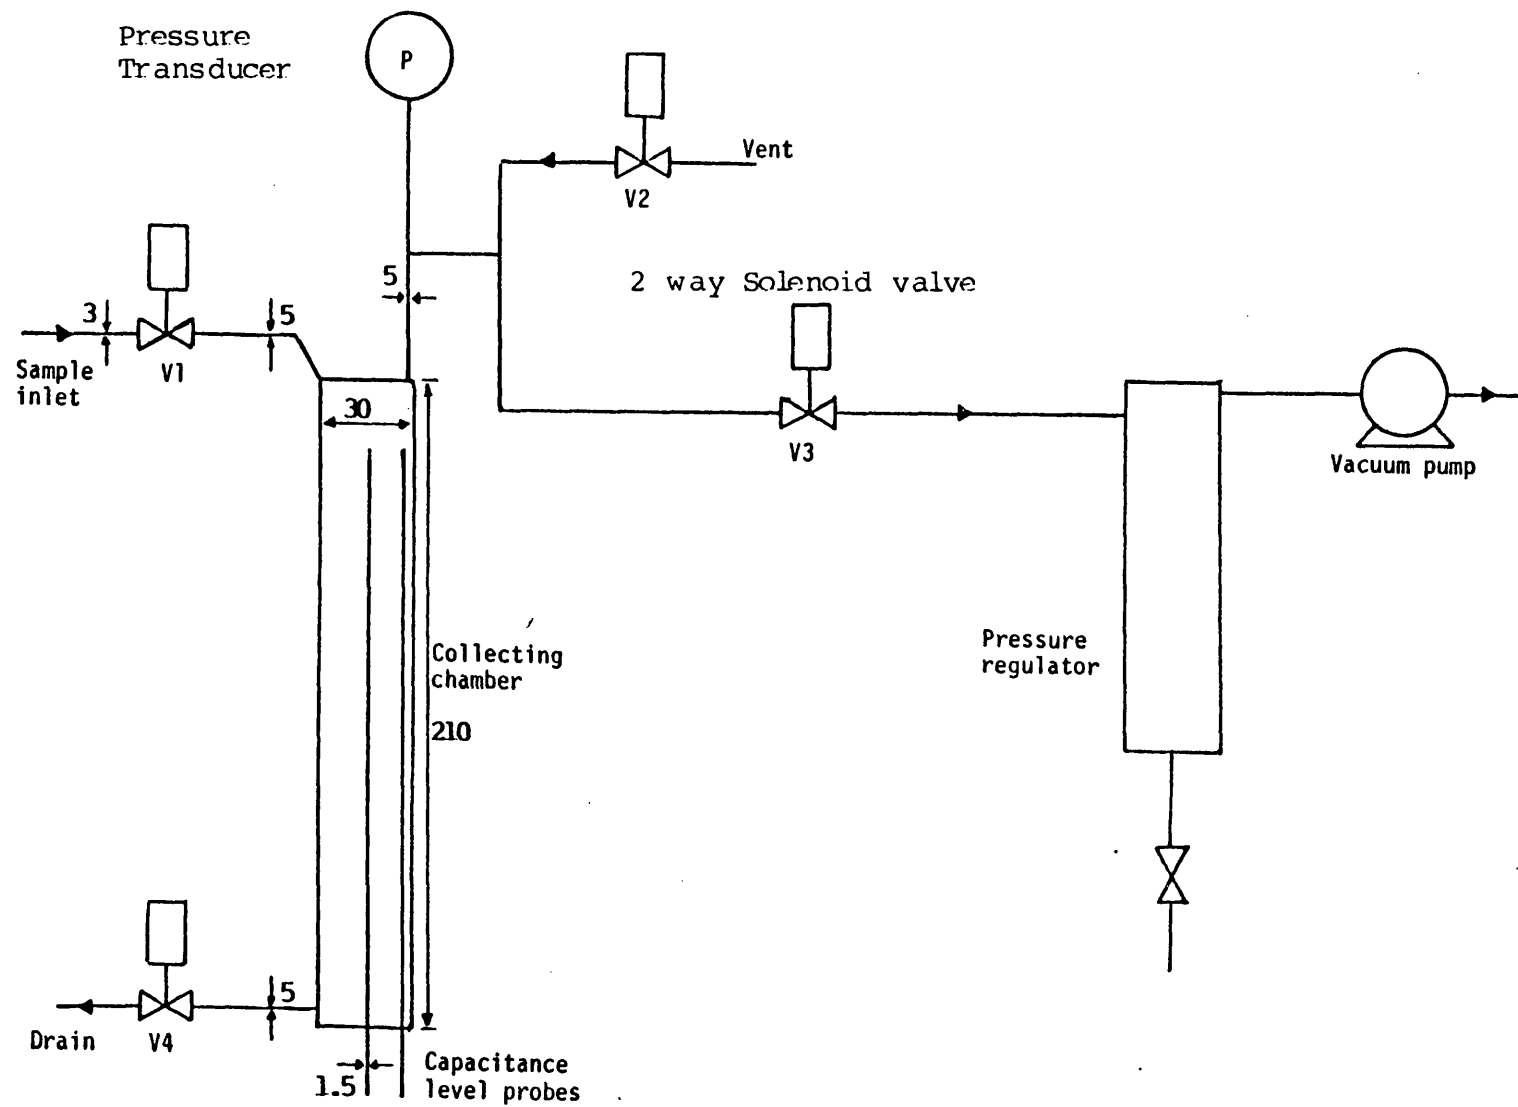 Pressure
Transducer
P
Vent
V2
5
2 way Solenoid valve
3
5
Sample
inlet
V1
30
V3
Vacuum pump
Collecting
chamber
210
Pressure
regulator
5
Drain
V4
1.5
Capacitance
level probes